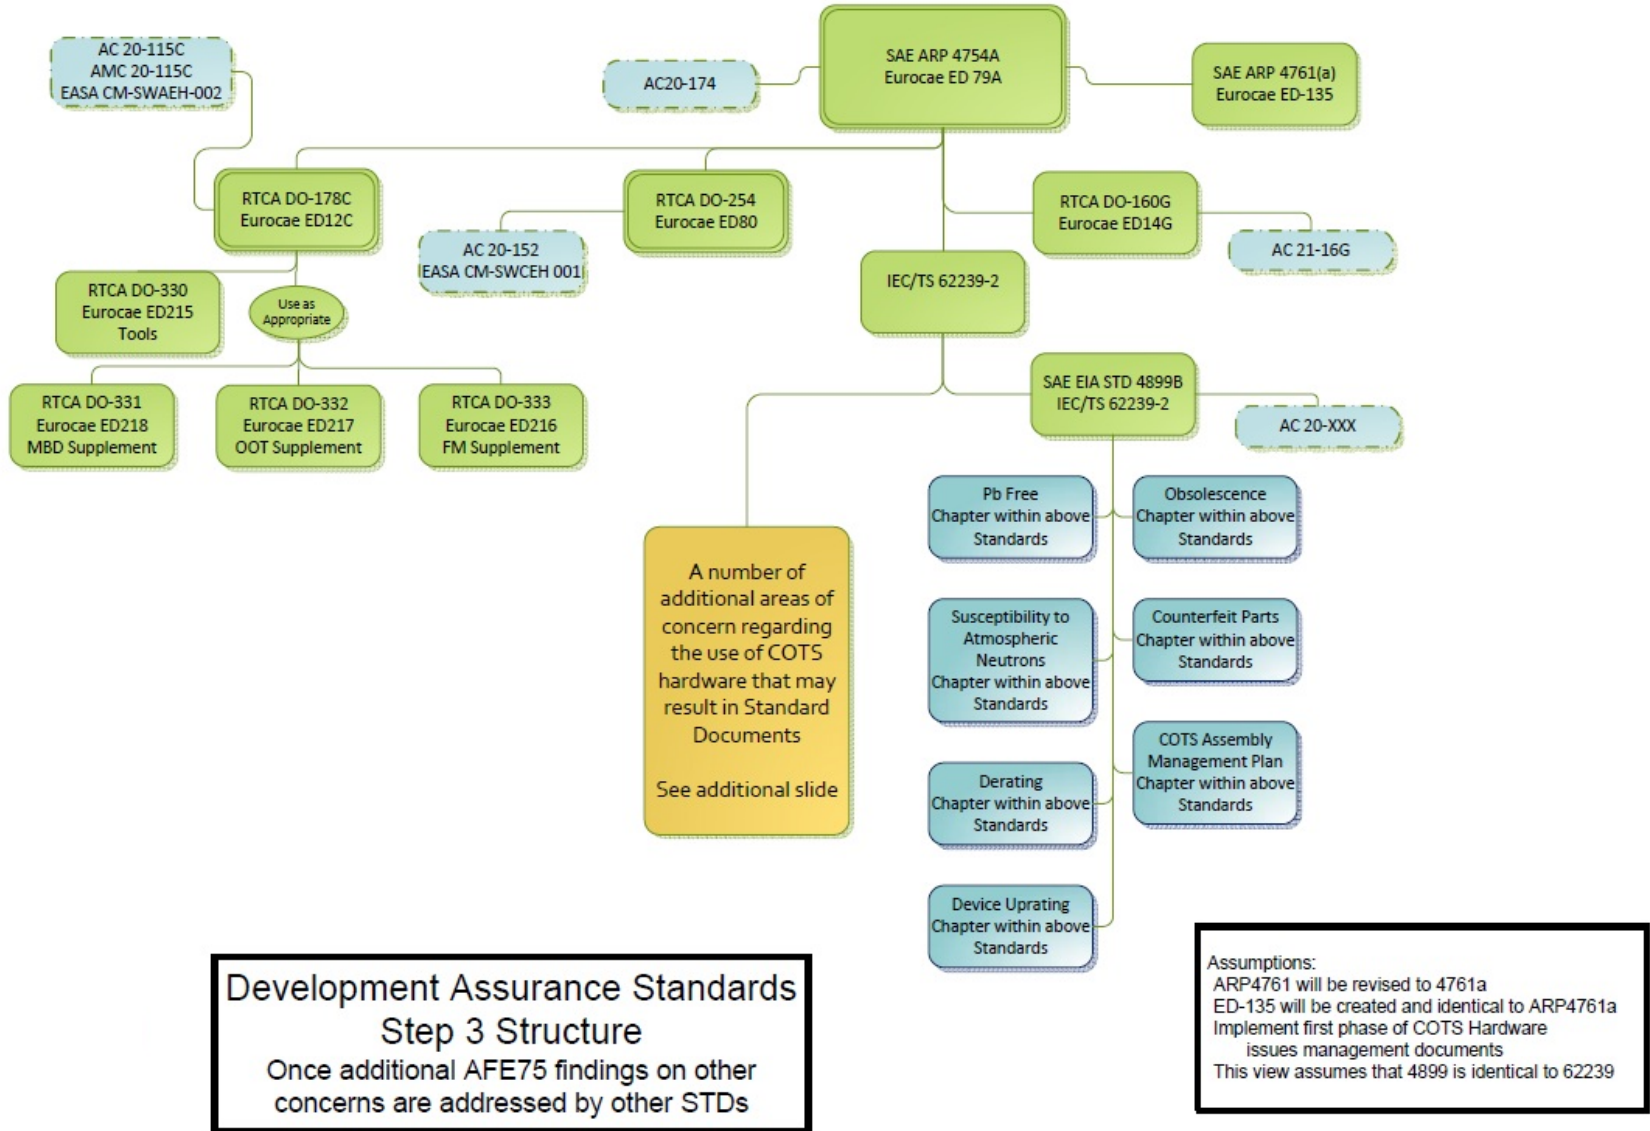 AC 20-115C
AMC 20-115C
EASA CM-SWAEH-002
AC20-174
SAE ARP 4754A
Eurocae ED 79A
SAE ARP 4761(a)
Eurocae ED-135
RTCA DO-178C
Eurocae ED12C
RTCA DO-254
Eurocae ED80
RTCA DO-160G
Eurocae ED14G
AC 20-152
EASA CM-SWCEH 001
AC 21-16G
RTCA DO-330
Eurocae ED215
Tools
Use as
Appropriate
IEC/TS 62239-2
RTCA DO-331
Eurocae ED218
MBD Supplement
RTCA DO-332
Eurocae ED217
OOT Supplement
RTCA DO-333
Eurocae ED216
FM Supplement
SAE EIA STD 4899B
IEC/TS 62239-2
AC 20-XXX
Pb Free
Chapter within above
Standards
Obsolescence
Chapter within above
Standards
A number of
additional areas of
concern regarding
the use of COTS
hardware that may
result in Standard
Documents
See additional slide
Susceptibility to
Atmospheric
Neutrons
Chapter within above
Standards
Counterfeit Parts
Chapter within above
Standards
COTS Assembly
Management Plan
Chapter within above
Standards
Derating
Chapter within above
Standards
Device Uprating
Chapter within above
Standards
Development Assurance Standards
Step 3 Structure
Once additional AFE75 findings on other
concerns are addressed by other STDs
Assumptions:
ARP4761 will be revised to 4761a
ED-135 will be created and identical to ARP4761a
Implement first phase of COTS Hardware
issues management documents
This view assumes that 4899 is identical to 62239